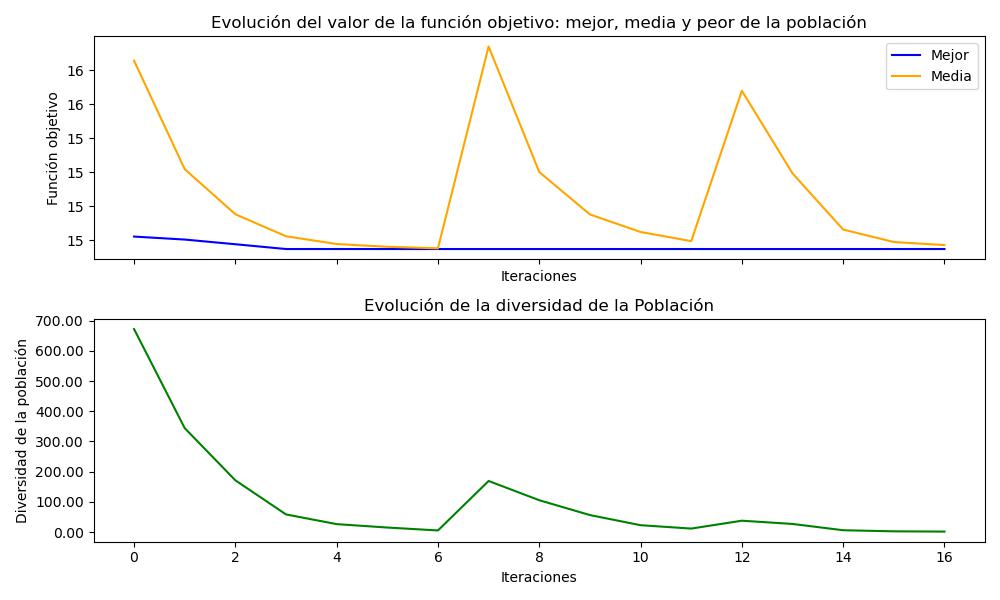 Evolución del valor de la función objetivo: mejor, media y peor de la población
Función objetivo
16
16
15
15
15
15
Mejor
Media
Iteraciones
Evolución de la diversidad de la Población
Diversidad de la población
700.00
600.00
500.00
400.00
300.00
200.00
100.00
0.00
0 2 4 6 8 10 12 14 16
Iteraciones